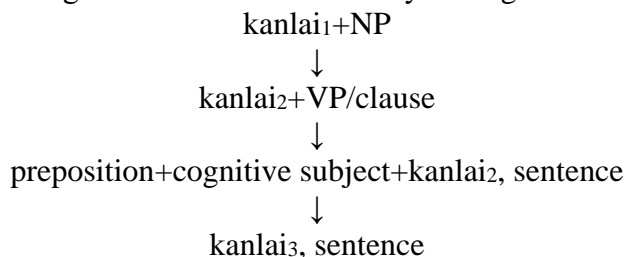 kanlai₁+NP
↓
kanlai₂+VP/clause
↓
preposition+cognitive subject+kanlai₂, sentence
↓
kanlai₃, sentence